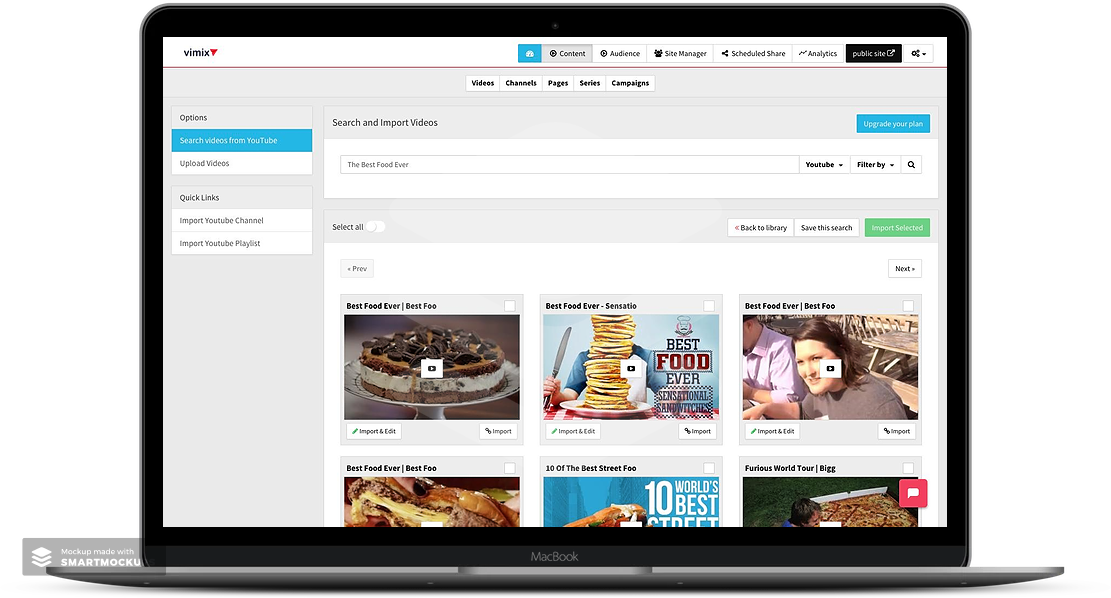 vimix
Content Audience Site Manager Scheduled Share Analytics public site
Videos Channels Pages Series Campaigns
Options
Search videos from YouTube
Upload Videos
Quick Links
Import Youtube Channel
Import Youtube Playlist
Search and Import Videos
Upgrade your plan
The Best Food Ever
Youtube Filter by
Select all
« Back to library Save this search Import Selected
« Prev Next »
Best Food Ever | Best Foo
Import & Edit Import
Best Food Ever - Sensatio
BEST
FOOD
EVER
SENSATIONAL
SANDWITCHES
Import & Edit Import
Best Food Ever | Best Foo
Import & Edit Import
Best Food Ever | Best Foo
10 Of The Best Street Foo
10 WORLD'S
BEST
STREET
Furious World Tour | Bigg
MacBook
Mockup made with
SMARTMOCKU